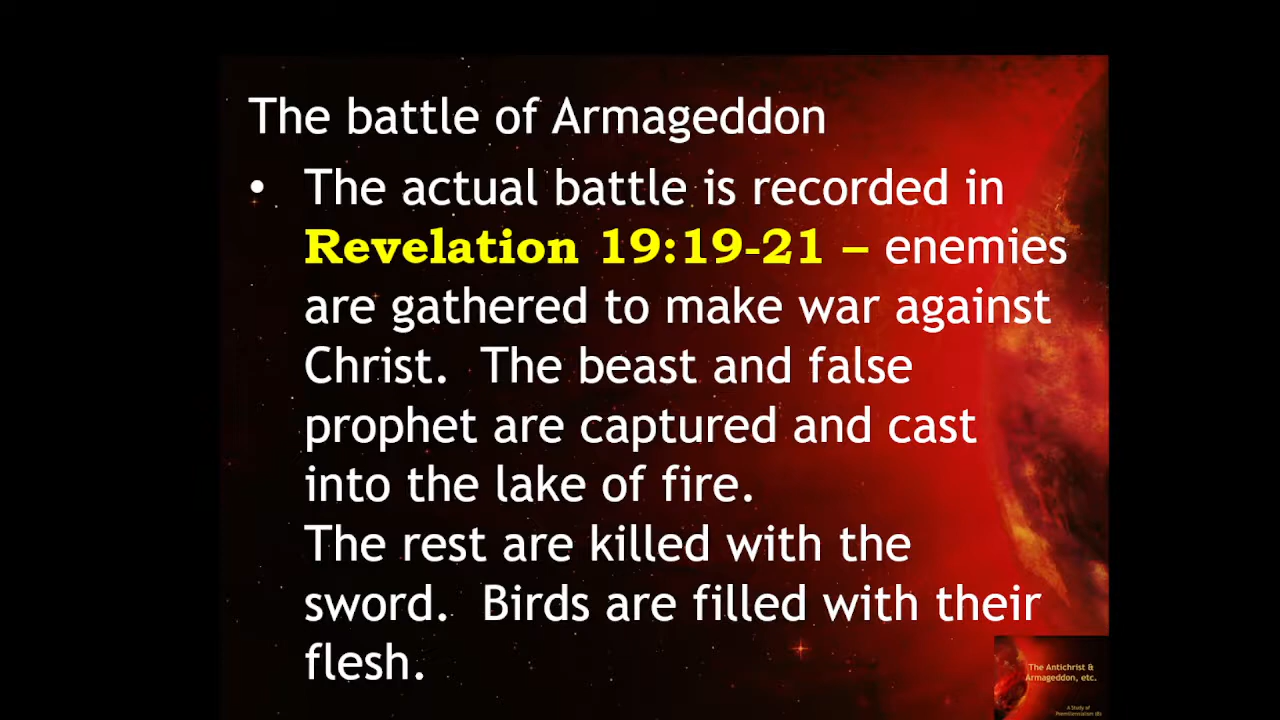 The battle of Armageddon
• The actual battle is recorded in
Revelation 19:19-21 – enemies
are gathered to make war against
Christ.  The beast and false
prophet are captured and cast
into the lake of fire.
The rest are killed with the
sword.  Birds are filled with their
flesh.
The Antichrist &
Armageddon, etc.
A Study of